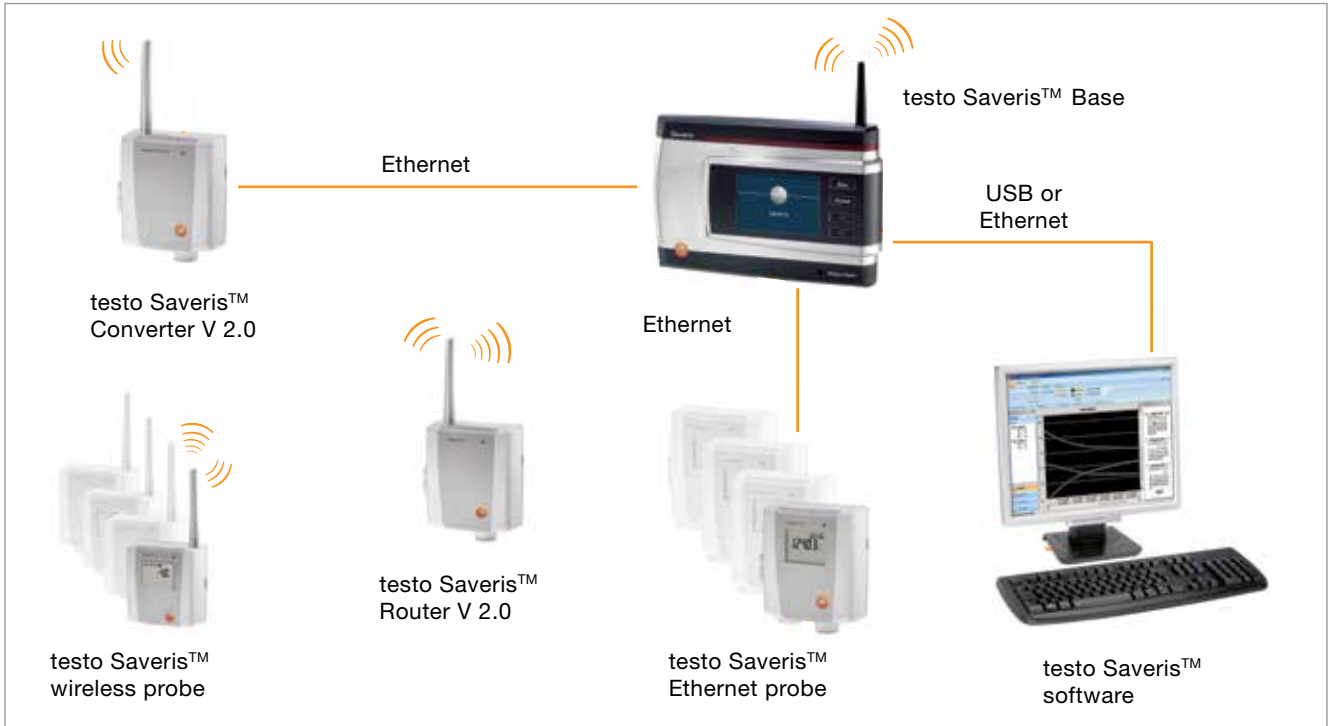 testo Saveris™ Base
Ethernet
USB or
Ethernet
testo Saveris™
Converter V 2.0
Ethernet
testo Saveris™
Router V 2.0
testo Saveris™
wireless probe
testo Saveris™
Ethernet probe
testo Saveris™
software